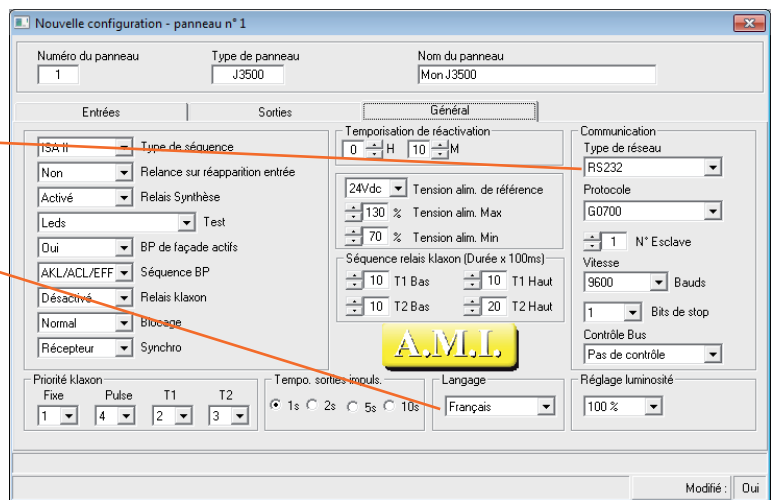 Nouvelle configuration - panneau n° 1
Numéro du panneau
Type de panneau
Nom du panneau
1
J3500
Mon J3500
Entrées
Sorties
Général
ISA II
Type de séquence
Non
Relance sur réapparition entrée
Activé
Relais Synthèse
Leds
Test
Oui
BP de façade actifs
AKL/ACL/EFF
Séquence BP
Désactivé
Relais klaxon
Normal
Blocage
Récepteur
Synchro
Temporisation de réactivation
0 H 10 M
24Vdc
Tension alim. de référence
130 % Tension alim. Max
70 % Tension alim. Min
Séquence relais klaxon (Durée x 100ms)
10 T1 Bas
10 T1 Haut
10 T2 Bas
20 T2 Haut
A.M.I.
Communication
Type de réseau
RS232
Protocole
G0700
1 N° Esclave
Vitesse
9600
Bauds
1
Bits de stop
Contrôle Bus
Pas de contrôle
Priorité klaxon
Fixe Pulse T1 T2
1 4 2 3
Tempo. sorties impuls.
1s 2s 5s 10s
Langage
Français
Réglage luminosité
100 %
Modifié : Oui